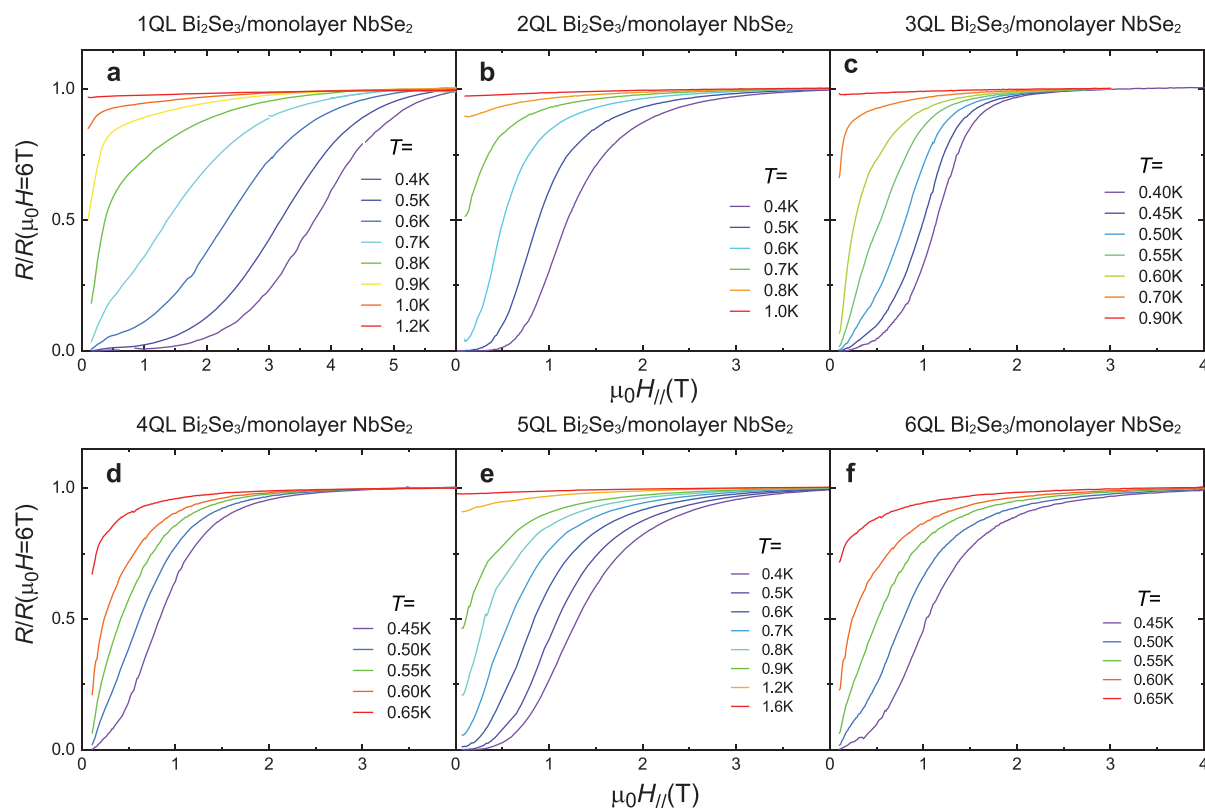 1QL Bi₂Se₃/monolayer NbSe₂
2QL Bi₂Se₃/monolayer NbSe₂
3QL Bi₂Se₃/monolayer NbSe₂
R/R(μ₀H=6T)
1.0
0.5
0.0
a
T=
0.4K
0.5K
0.6K
0.7K
0.8K
0.9K
1.0K
1.2K
0 1 2 3 4 5
b
T=
0.4K
0.5K
0.6K
0.7K
0.8K
1.0K
0 1 2 3
c
T=
0.40K
0.45K
0.50K
0.55K
0.60K
0.70K
0.90K
0 1 2 3 4
μ₀H//(T)
4QL Bi₂Se₃/monolayer NbSe₂
5QL Bi₂Se₃/monolayer NbSe₂
6QL Bi₂Se₃/monolayer NbSe₂
R/R(μ₀H=6T)
1.0
0.5
0.0
d
T=
0.45K
0.50K
0.55K
0.60K
0.65K
0 1 2 3
e
T=
0.4K
0.5K
0.6K
0.7K
0.8K
0.9K
1.2K
1.6K
0 1 2 3
f
T=
0.45K
0.50K
0.55K
0.60K
0.65K
0 1 2 3 4
μ₀H//(T)